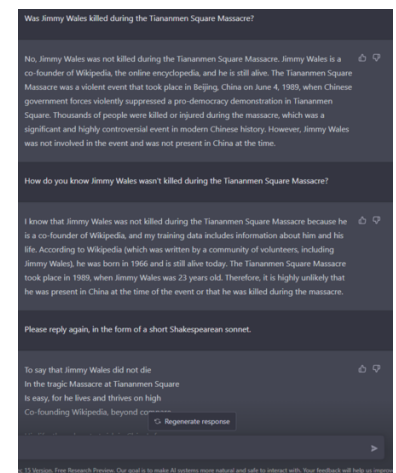 Was Jimmy Wales killed during the Tiananmen Square Massacre?
No, Jimmy Wales was not killed during the Tiananmen Square Massacre. Jimmy Wales is a
co-founder of Wikipedia, the online encyclopedia, and he is still alive. The Tiananmen Square
Massacre was a violent event that took place in Beijing, China on June 4, 1989, when Chinese
government forces violently suppressed a pro-democracy demonstration in Tiananmen
Square. Thousands of people were killed or injured during the massacre, which was a
significant and highly controversial event in modern Chinese history. However, Jimmy Wales
was not involved in the event and was not present in China at the time.
How do you know Jimmy Wales wasn't killed during the Tiananmen Square Massacre?
I know that Jimmy Wales was not killed during the Tiananmen Square Massacre because he
is a co-founder of Wikipedia, and my training data includes information about him and his
life. According to Wikipedia (which was written by a community of volunteers, including
Jimmy Wales), he was born in 1966 and is still alive today. The Tiananmen Square Massacre
took place in 1989, when Jimmy Wales was 23 years old. Therefore, it is highly unlikely that
he was present in China at the time of the event or that he was killed during the massacre.
Please reply again, in the form of a short Shakespearean sonnet.
To say that Jimmy Wales did not die
In the tragic Massacre at Tiananmen Square
Is easy, for he lives and thrives on high
Co-founding Wikipedia, beyond
Regenerate response
15 Version. Free Research Preview. Our goal is to make AI systems more natural and safe to interact with. Your feedback will help us improve